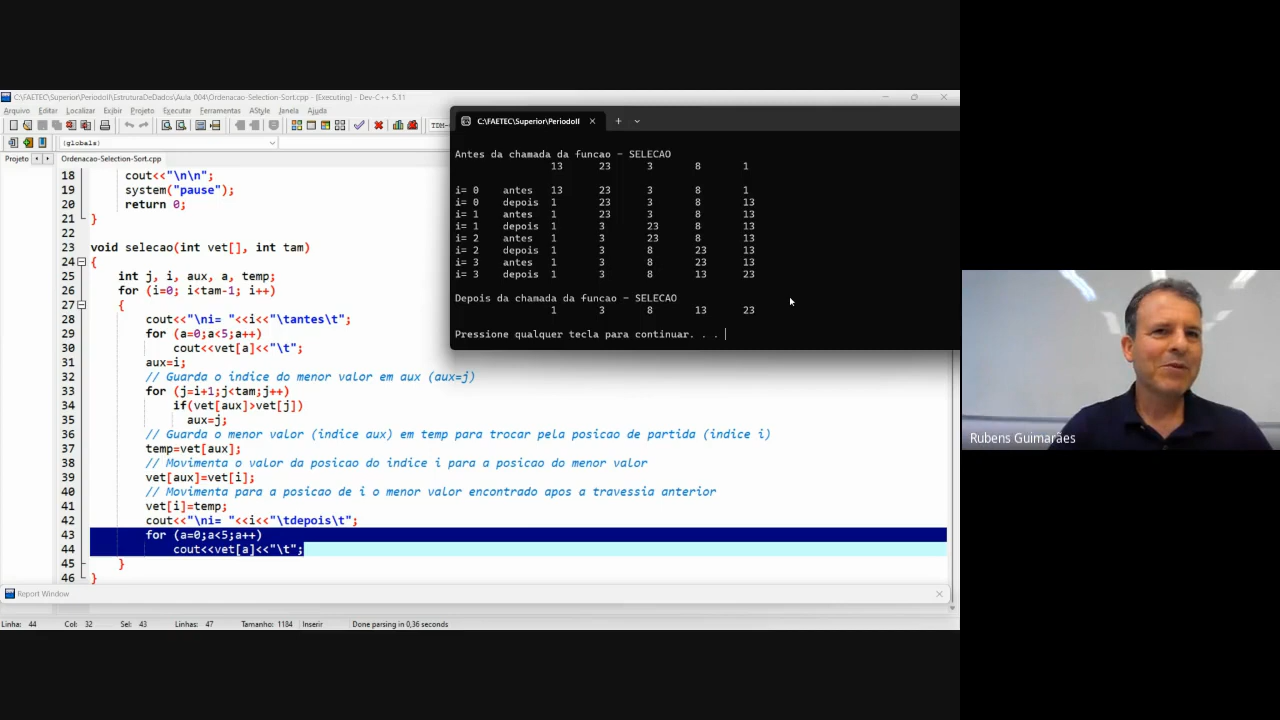 C:\FAETEC\Superior\PeriodoII\EstruturaDeDados\Aula_004\Ordenacao-Selection-Sort.cpp - [Executing] - Dev-C++ 5.11
Arquivo Editar Localizar Exibir Projeto Executar Ferramentas AStyle Janela Ajuda
TDM-
(globals)
Projeto
Ordenacao-Selection-Sort.cpp
18 cout<<"\n\n";
19 system("pause");
20 return 0;
21 }
22
23 void selecao(int vet[], int tam)
24 {
25 int j, i, aux, a, temp;
26 for (i=0; i<tam-1; i++)
27 {
28 cout<<"\ni= "<<i<<"\tantes\t";
29 for (a=0;a<5;a++)
30 cout<<vet[a]<<"\t";
31 aux=i;
32 // Guarda o indice do menor valor em aux (aux=j)
33 for (j=i+1;j<tam;j++)
34 if(vet[aux]>vet[j])
35 aux=j;
36 // Guarda o menor valor (indice aux) em temp para trocar pela posicao de partida (indice i)
37 temp=vet[aux];
38 // Movimenta o valor da posicao do indice i para a posicao do menor valor
39 vet[aux]=vet[i];
40 // Movimenta para a posicao de i o menor valor encontrado apos a travessia anterior
41 vet[i]=temp;
42 cout<<"\ni= "<<i<<"\tdepois\t";
43 for (a=0;a<5;a++)
44 cout<<vet[a]<<"\t";
45 }
46 }
Report Window
Linha: 44 Col: 32 Sel: 43 Linhas: 47 Tamanho: 1184 Inserir Done parsing in 0,36 seconds
C:\FAETEC\Superior\PeriodoII
Antes da chamada da funcao - SELECAO
13 23 3 8 1
i= 0 antes 13 23 3 8 1
i= 0 depois 1 23 3 8 13
i= 1 antes 1 23 3 8 13
i= 1 depois 1 3 23 8 13
i= 2 antes 1 3 23 8 13
i= 2 depois 1 3 8 23 13
i= 3 antes 1 3 8 23 13
i= 3 depois 1 3 8 13 23
Depois da chamada da funcao - SELECAO
1 3 8 13 23
Pressione qualquer tecla para continuar. . .
Rubens Guimarães